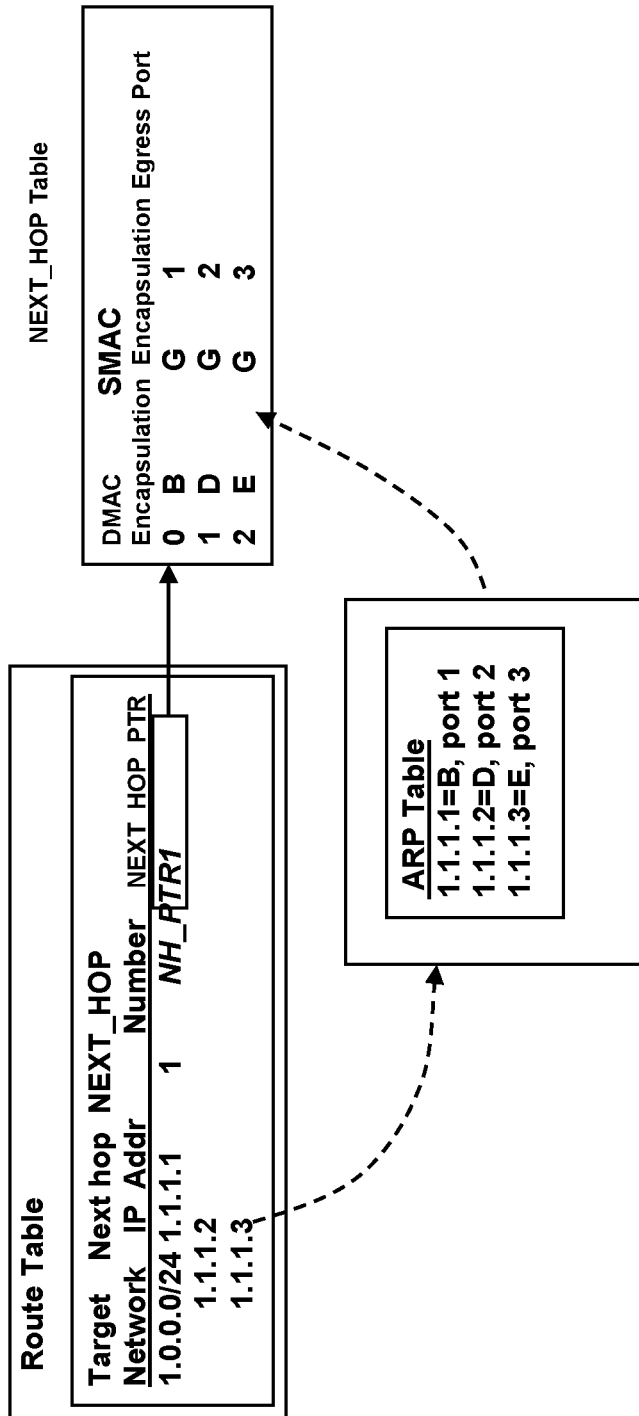 Route Table
Target Next hop NEXT_HOP
Network IP Addr Number NEXT HOP PTR
1.0.0.0/24 1.1.1.1 1 NH_PTR1
1.1.1.2
1.1.1.3
NEXT_HOP Table
DMAC SMAC
Encapsulation Encapsulation Egress Port
0 B G 1
1 D G 2
2 E G 3
ARP Table
1.1.1.1=B, port 1
1.1.1.2=D, port 2
1.1.1.3=E, port 3